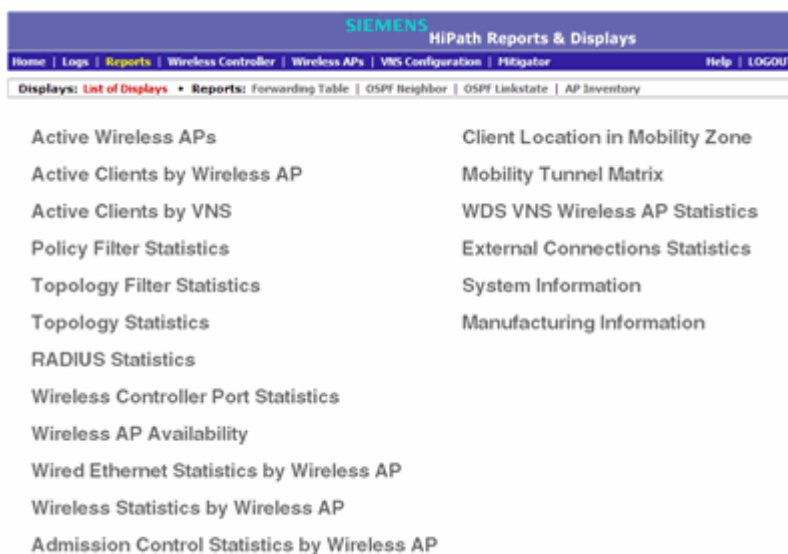 SIEMENS
HiPath Reports & Displays
Home | Logs | Reports | Wireless Controller | Wireless APs | VNS Configuration | Mitigator Help | LOGOUT
Displays: List of Displays • Reports: Forwarding Table | OSPF Neighbor | OSPF Linkstate | AP Inventory
Active Wireless APs
Active Clients by Wireless AP
Active Clients by VNS
Policy Filter Statistics
Topology Filter Statistics
Topology Statistics
RADIUS Statistics
Wireless Controller Port Statistics
Wireless AP Availability
Wired Ethernet Statistics by Wireless AP
Wireless Statistics by Wireless AP
Admission Control Statistics by Wireless AP
Client Location in Mobility Zone
Mobility Tunnel Matrix
WDS VNS Wireless AP Statistics
External Connections Statistics
System Information
Manufacturing Information